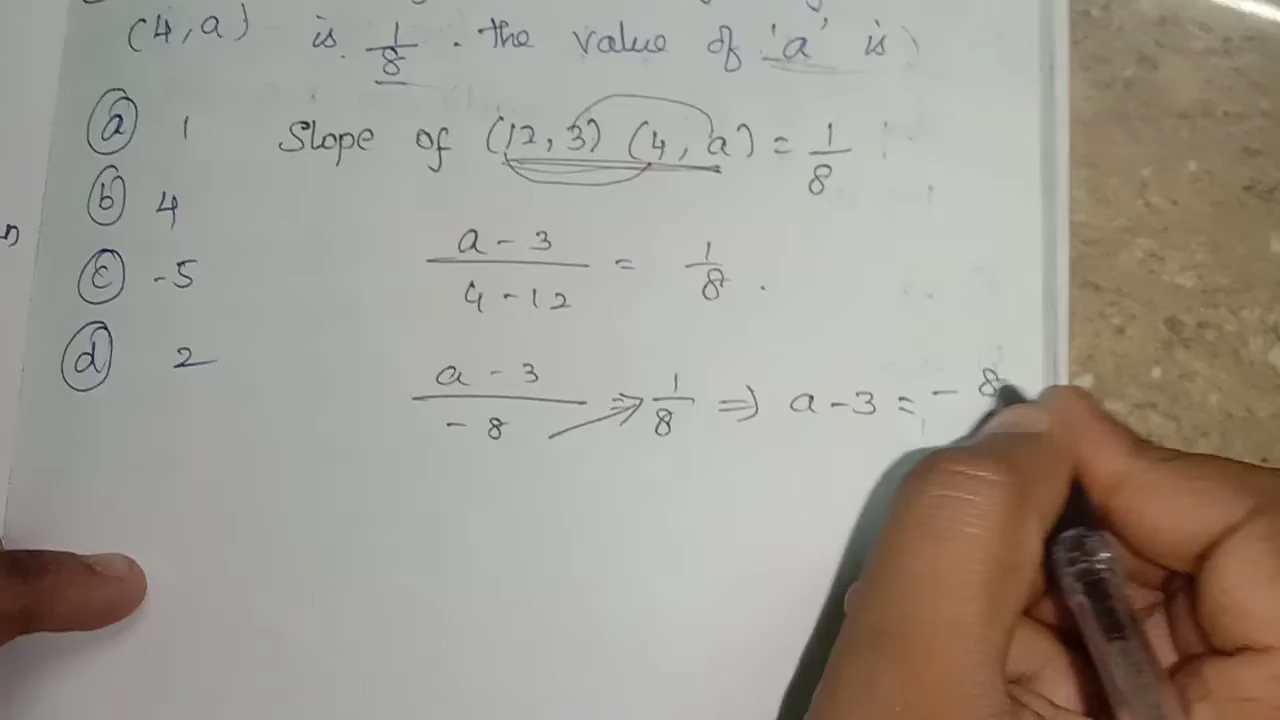 (4,a) is 1/8. the value of 'a' is)
(a) 1 Slope of (12,3) (4,a) = 1/8
(b) 4
a-3/4-12 = 1/8.
(c) -5
(d) 2
a-3/-8 = 1/8 => a-3 = -8